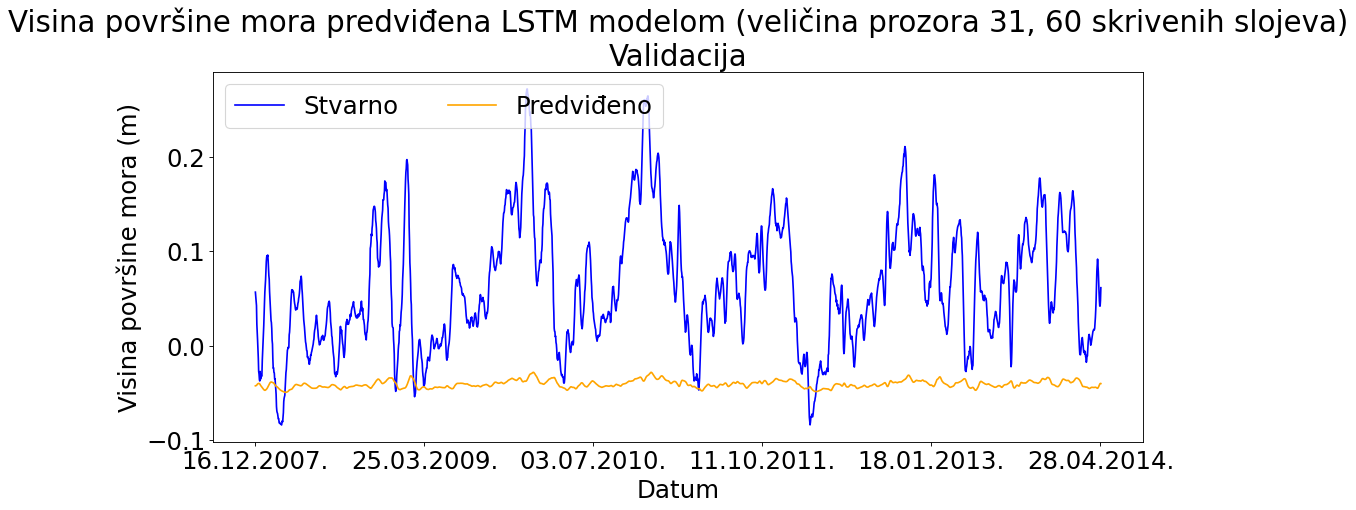 Visina površine mora predviđena LSTM modelom (veličina prozora 31, 60 skrivenih slojeva)
Validacija
Stvarno Predviđeno
Visina površine mora (m)
0.2
0.1
0.0
−0.1
16.12.2007. 25.03.2009. 03.07.2010. 11.10.2011. 18.01.2013. 28.04.2014.
Datum